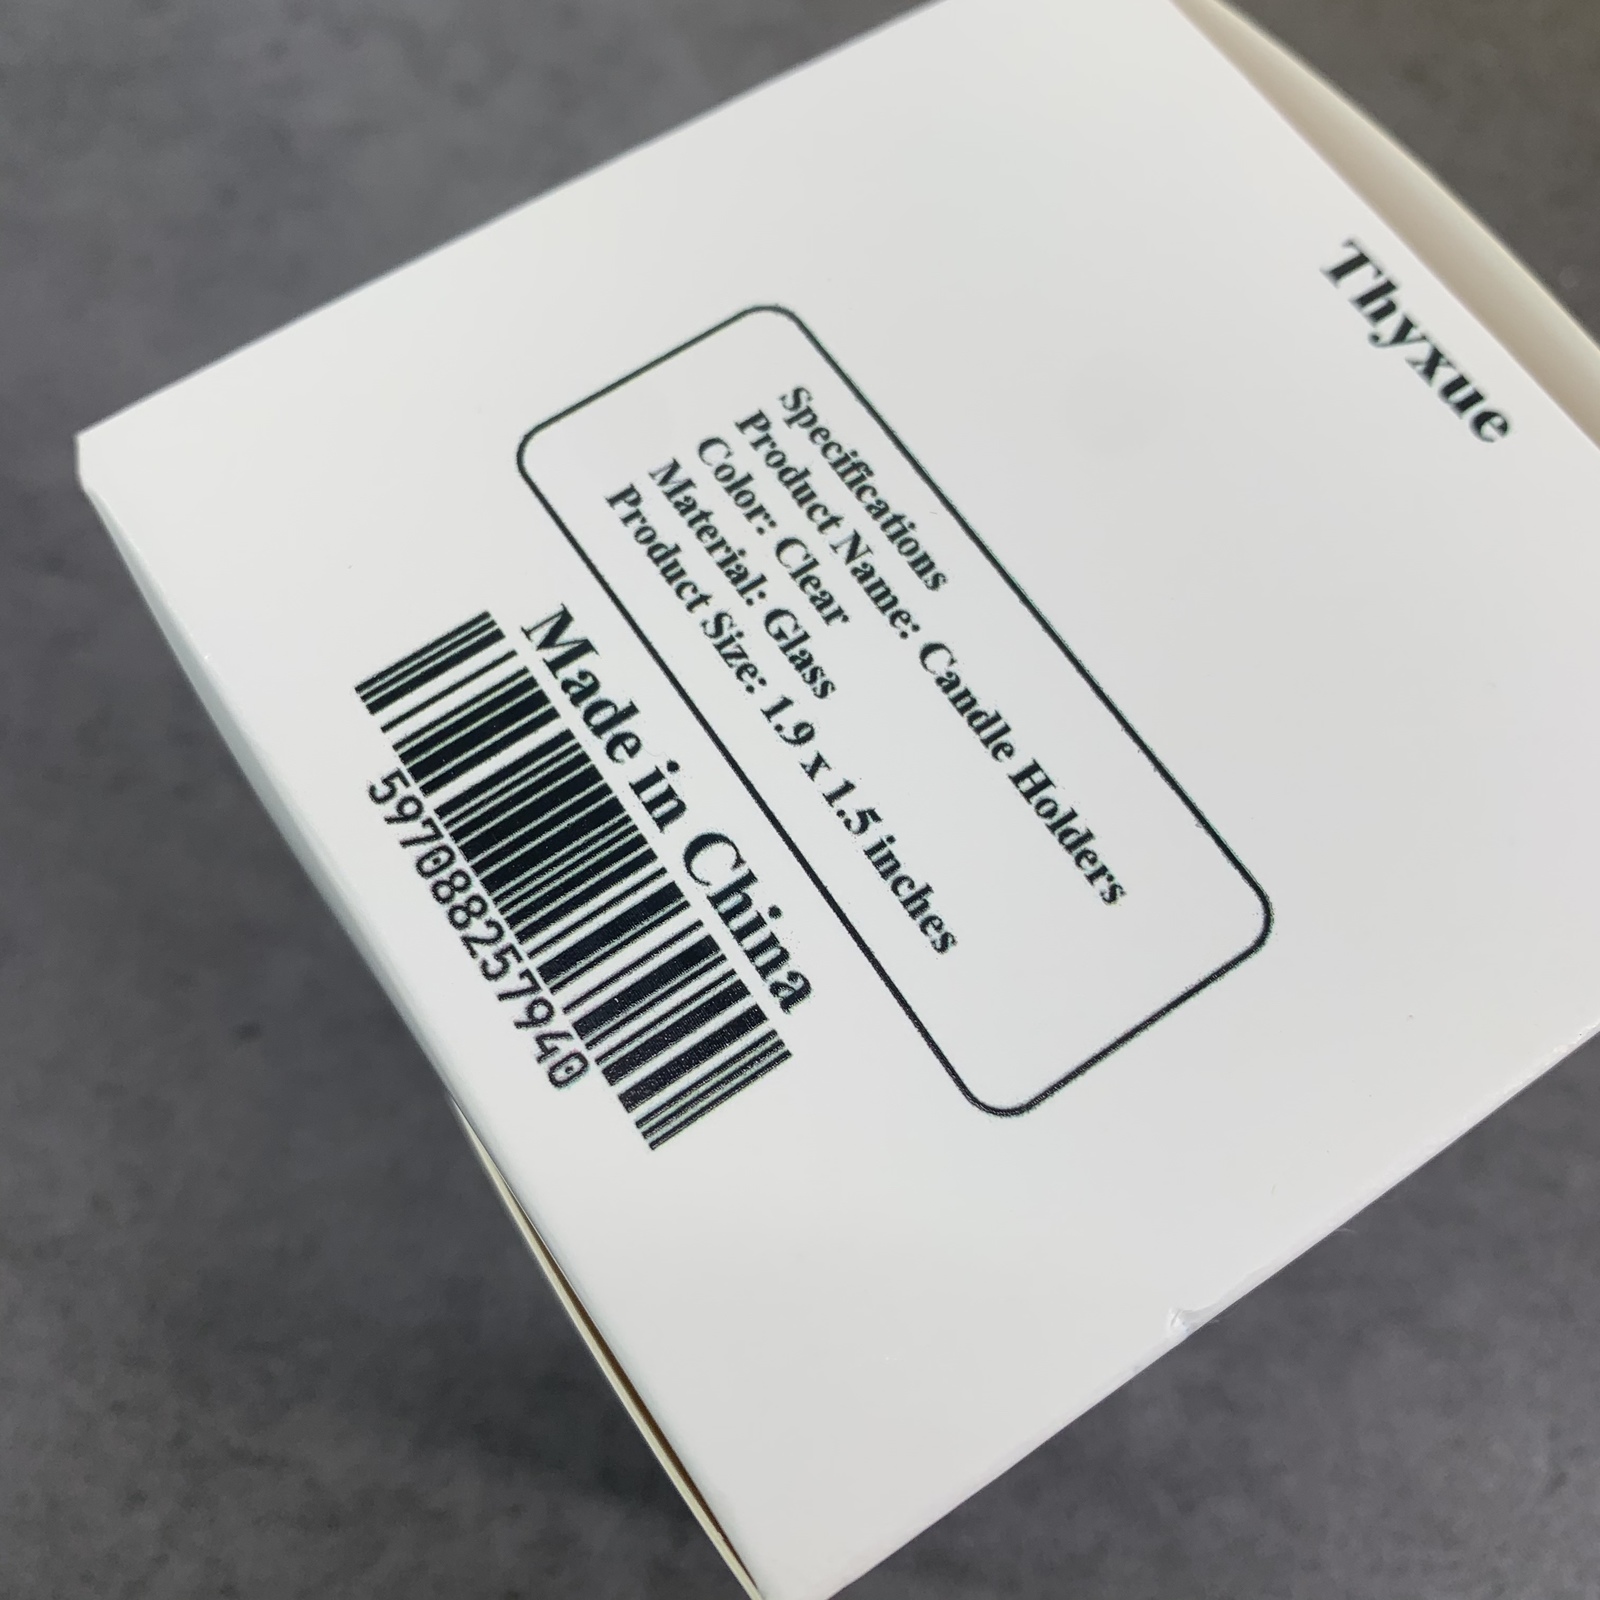 Thyxue
Specifications
Product Name: Candle Holders
Color: Clear
Material: Glass
Product Size: 1.9 x 1.5 inches
Made in China
597088257940